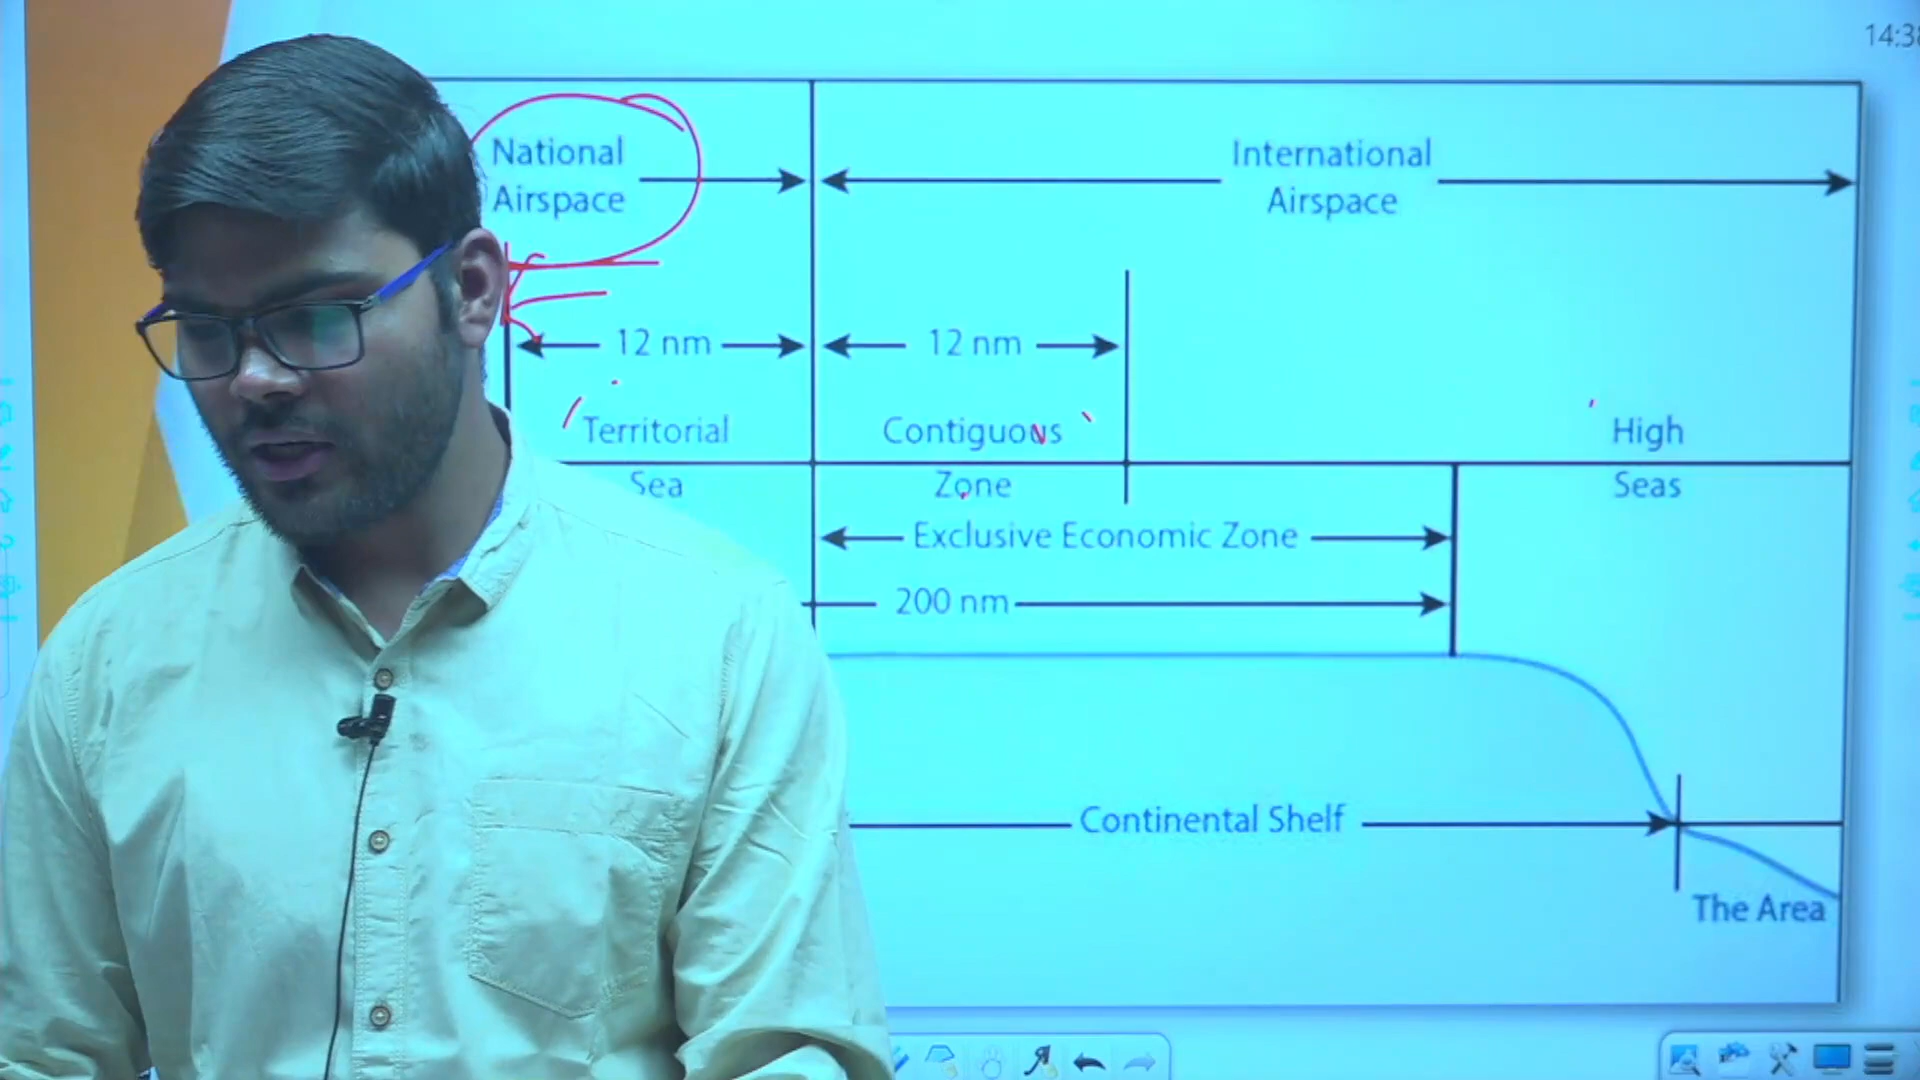 14:38
National
Airspace
International
Airspace
12 nm
12 nm
Territorial
Sea
Contiguous
Zone
High
Seas
Exclusive Economic Zone
200 nm
Continental Shelf
The Area